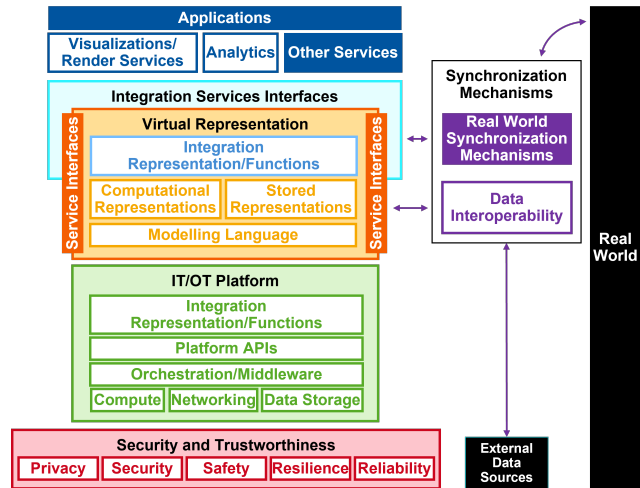 Applications
Visualizations/
Render Services
Analytics
Other Services
Integration Services Interfaces
Virtual Representation
Service Interfaces
Integration
Representation/Functions
Computational
Representations
Stored
Representations
Modelling Language
Service Interfaces
IT/OT Platform
Integration
Representation/Functions
Platform APIs
Orchestration/Middleware
Compute
Networking
Data Storage
Security and Trustworthiness
Privacy
Security
Safety
Resilience
Reliability
Synchronization
Mechanisms
Real World
Synchronization
Mechanisms
Data
Interoperability
External
Data
Sources
Real
World